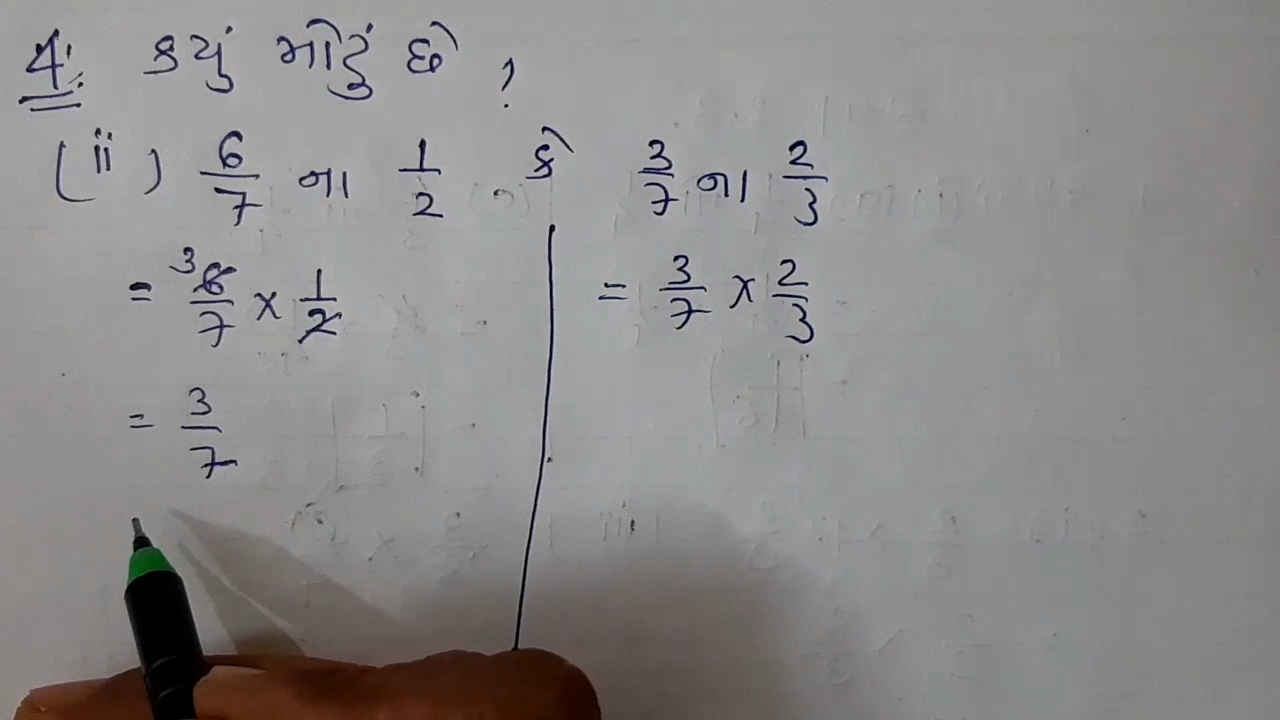 4. કયું મોટું છે ?
(ii) 6/7 ના 1/2 કે 3/7 ના 2/3
= 3 6/7 × 1/2 = 3/7 × 2/3
= 3/7